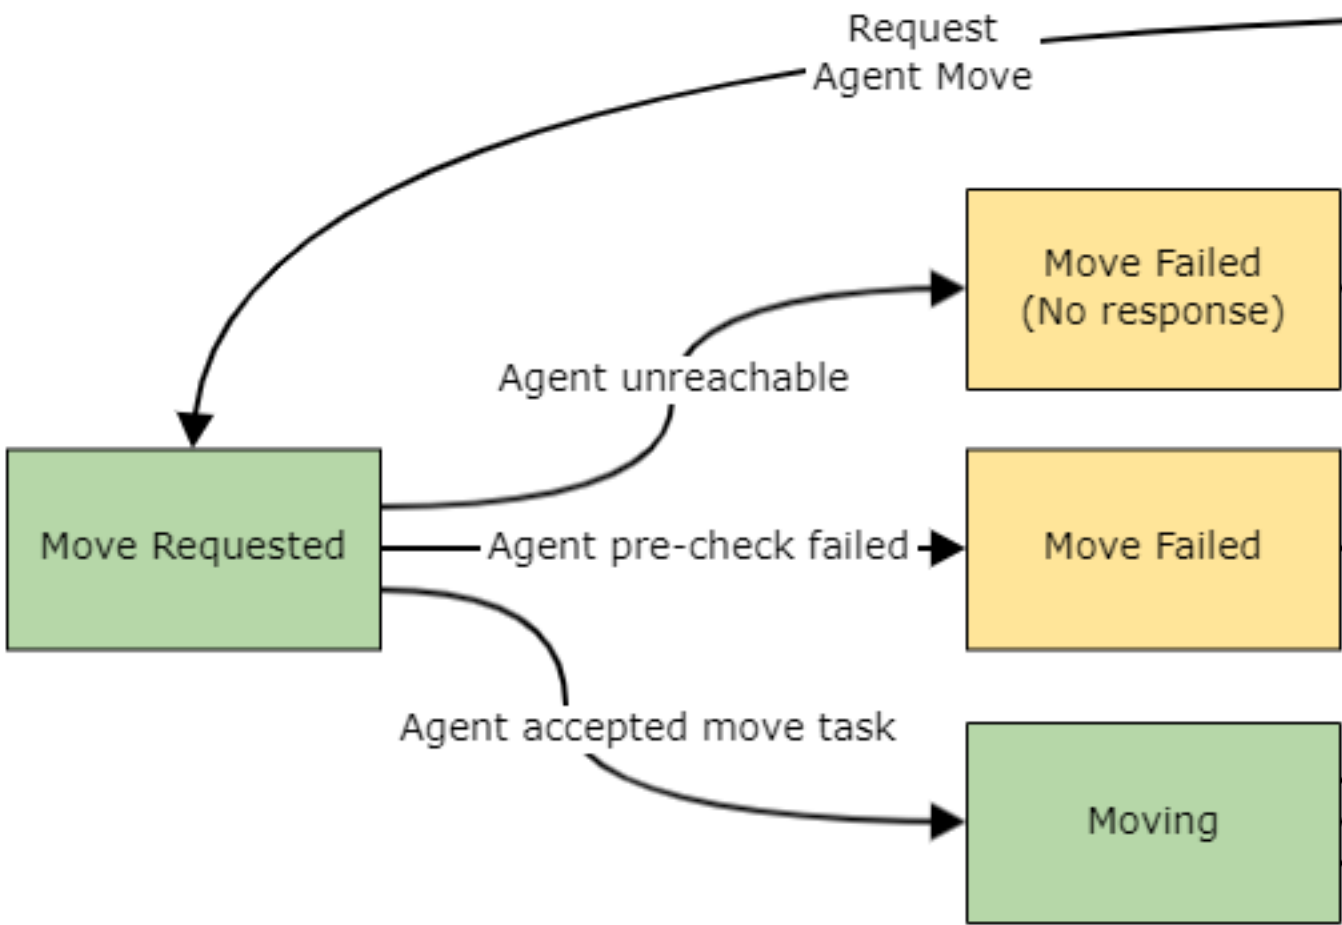 Request
Agent Move
Move Failed
(No response)
Agent unreachable
Move Requested
Agent pre-check failed
Move Failed
Agent accepted move task
Moving